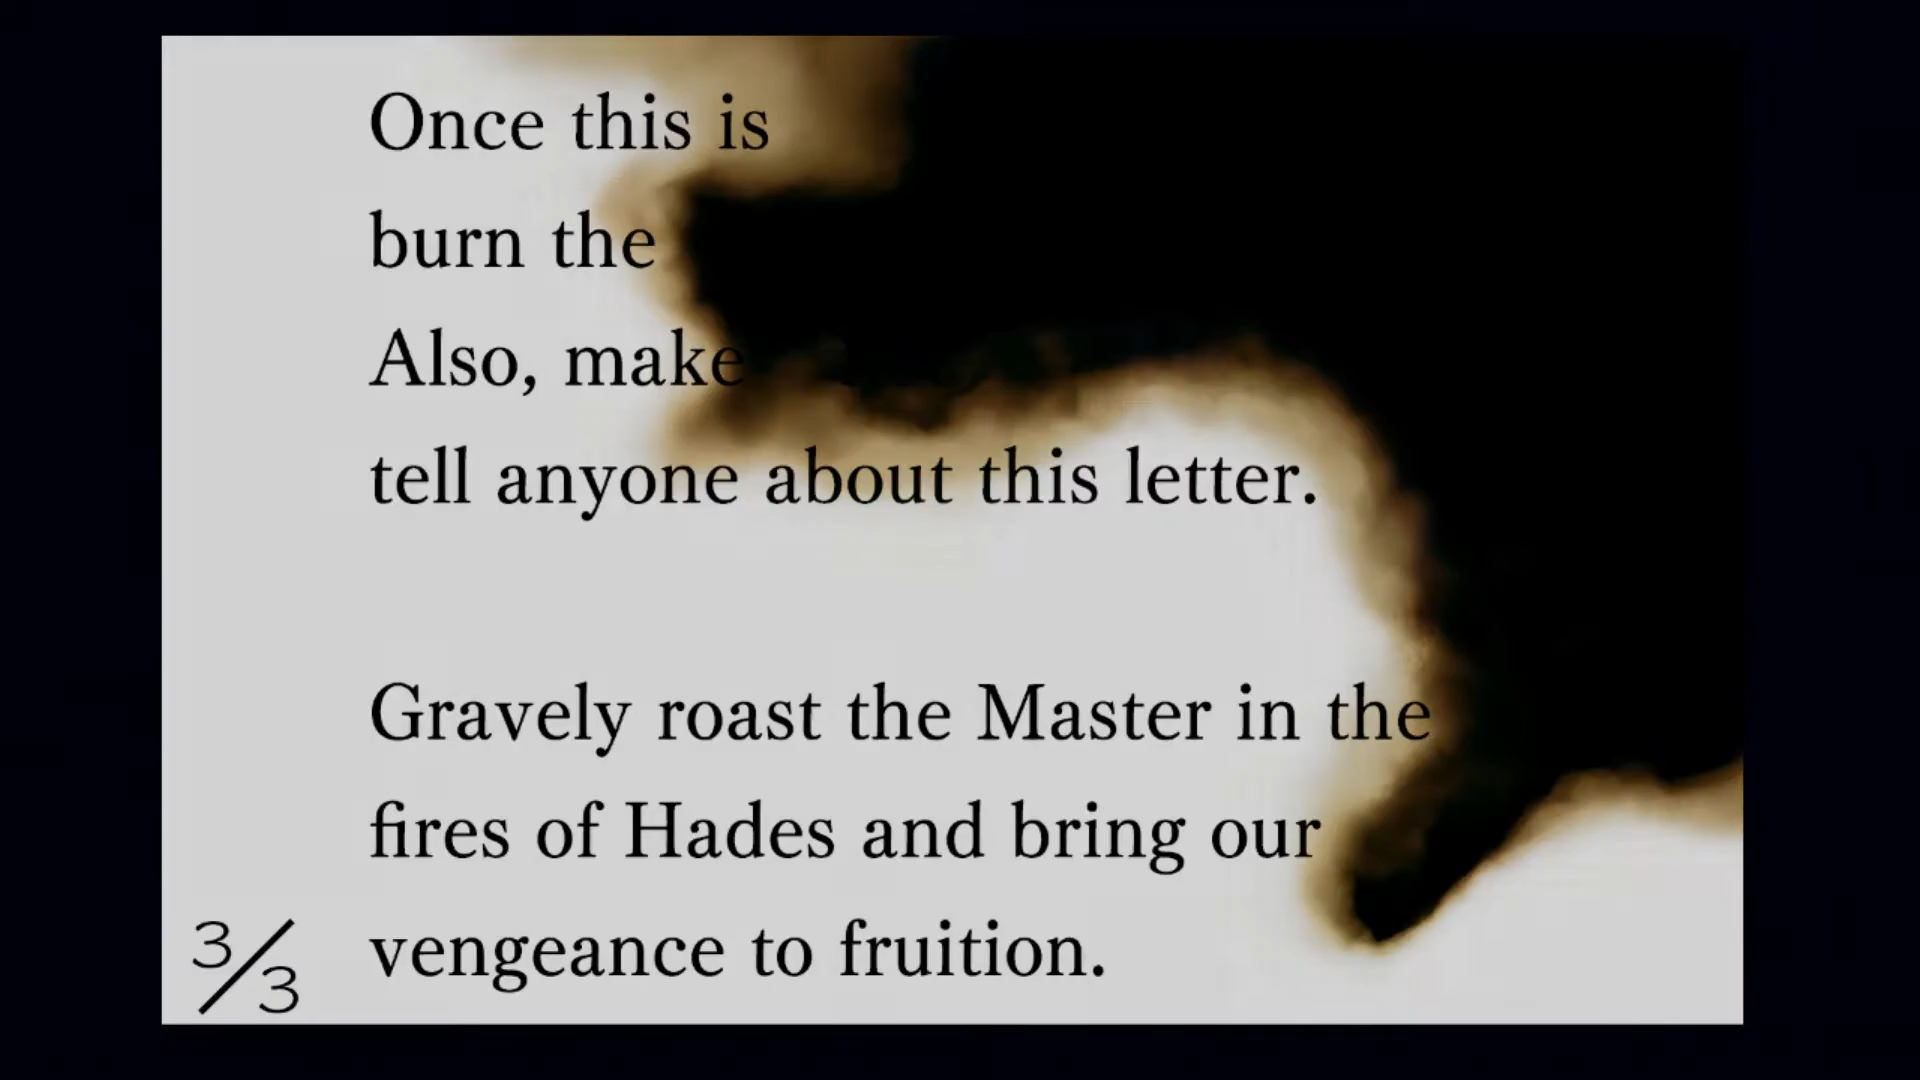 Once this is
burn the
Also, make
tell anyone about this letter.
Gravely roast the Master in the
fires of Hades and bring our
vengeance to fruition.
3/3